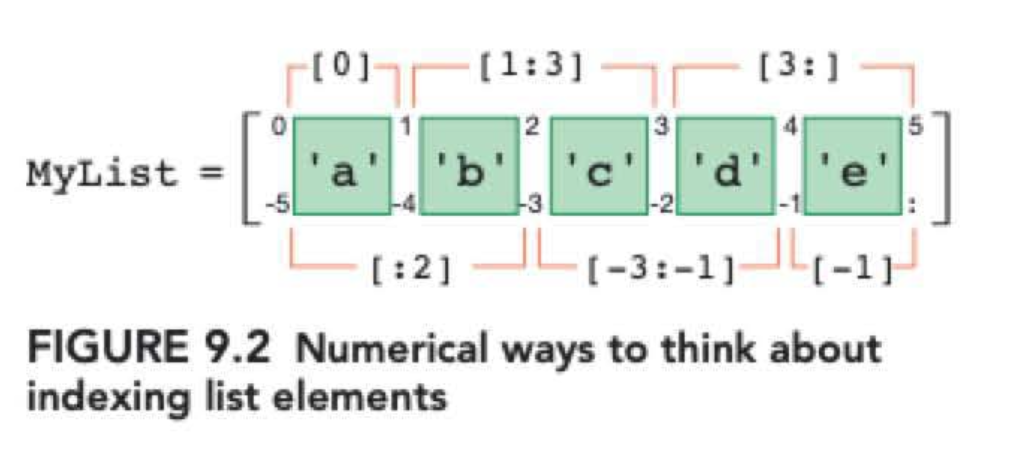 [0] [1:3] [3:]
0 1 2 3 4 5
MyList = [ 'a' 'b' 'c' 'd' 'e' ]
-5 -4 -3 -2 -1 :
[:2] [-3:-1] [-1]
FIGURE 9.2 Numerical ways to think about
indexing list elements